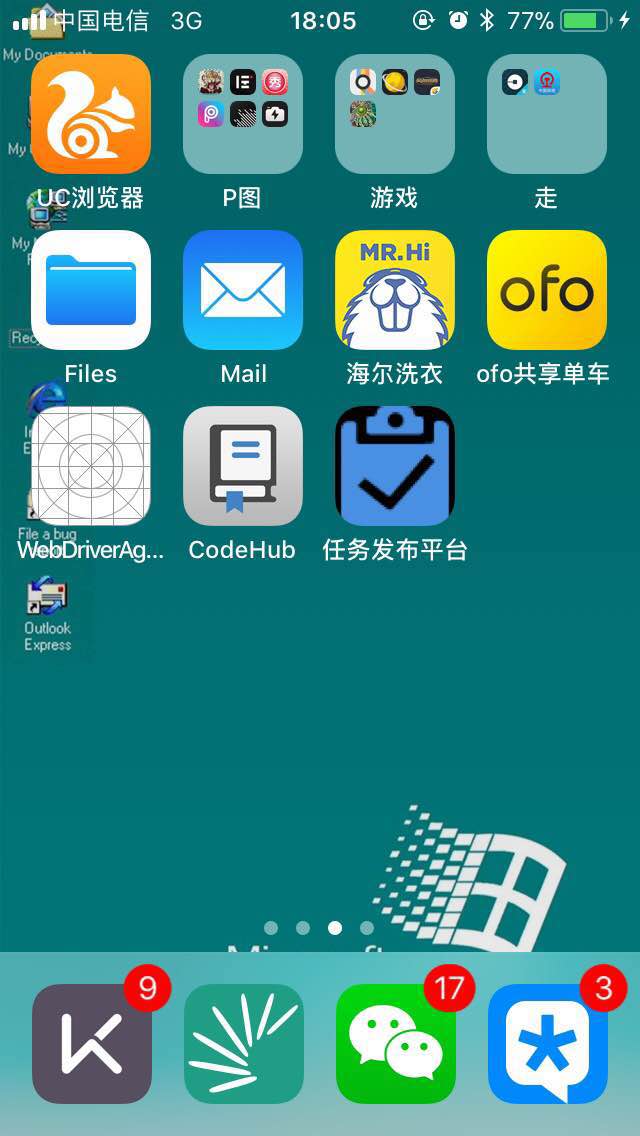 中国电信 3G 18:05 77%
My Documents
UC浏览器 P图 游戏 走
MR.Hi
ofo
Files Mail 海尔洗衣 ofo共享单车
WebDriverAg... CodeHub 任务发布平台
File a bug
Outlook
Express
9 17 3